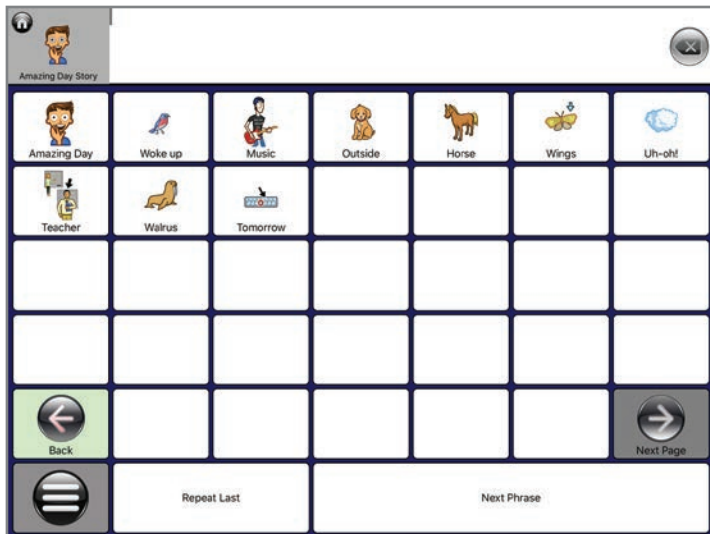 Amazing Day Story
Amazing Day
Woke up
Music
Outside
Horse
Wings
Uh-oh!
Teacher
Walrus
Tomorrow
Back
Next Page
Repeat Last
Next Phrase